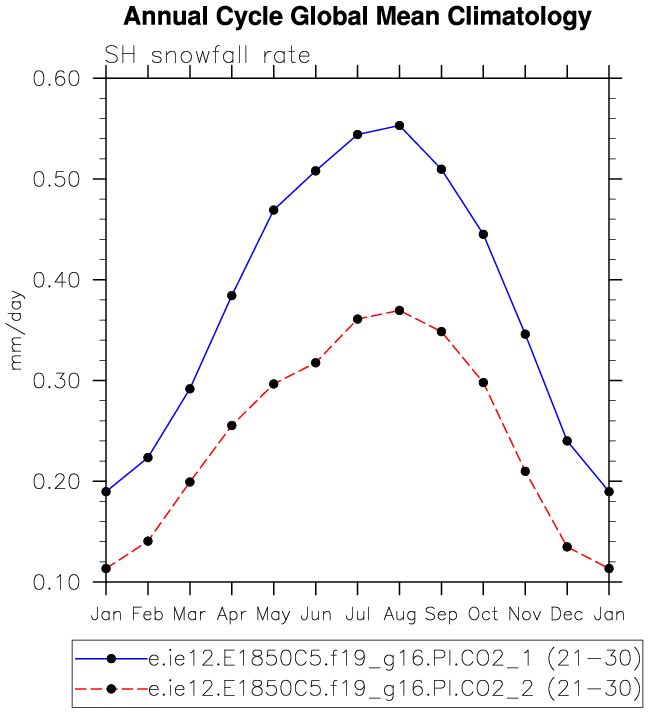 Annual Cycle Global Mean Climatology
SH snowfall rate
0.60
0.50
0.40
0.30
0.20
0.10
mm/day
Jan Feb Mar Apr May Jun Jul Aug Sep Oct Nov Dec Jan
e.ie12.E1850C5.f19_g16.PI.CO2_1 (21-30)
e.ie12.E1850C5.f19_g16.PI.CO2_2 (21-30)